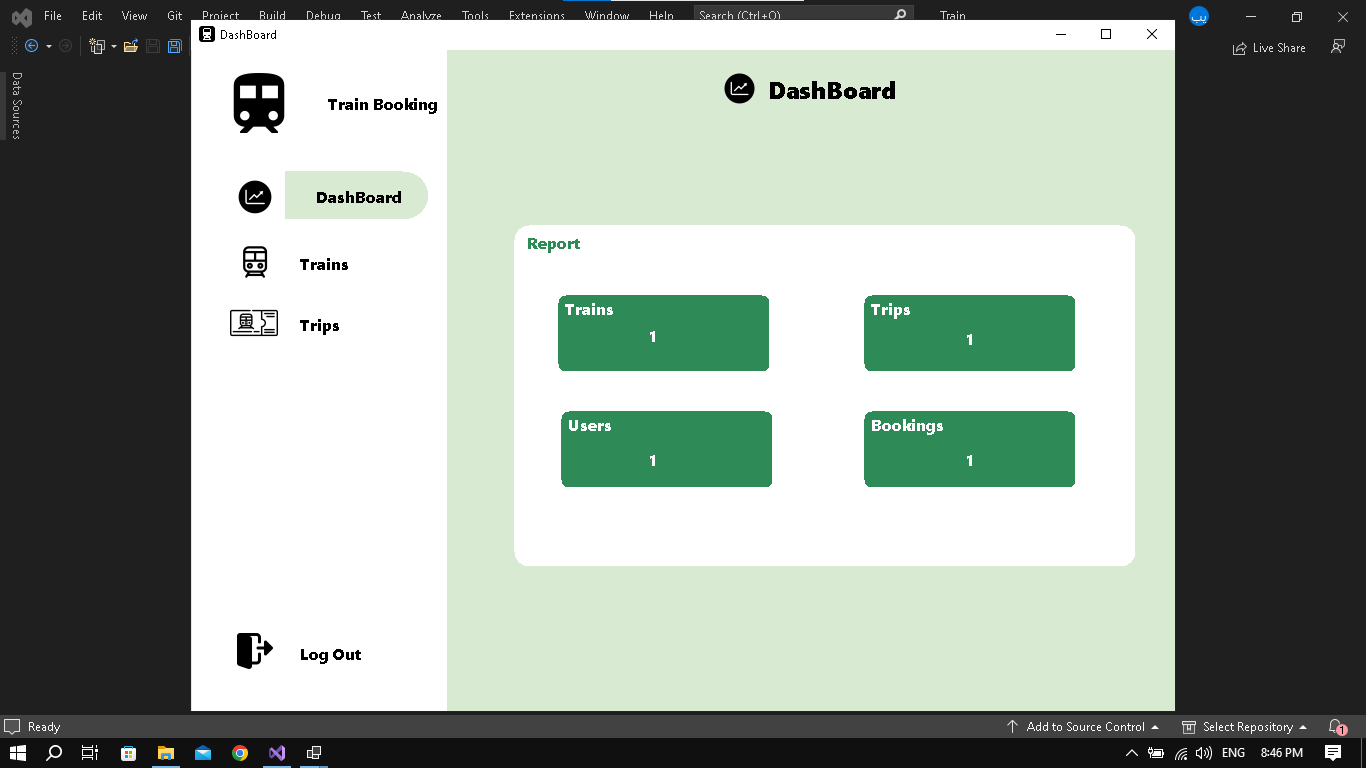 File Edit View Git Project Build Debug Test Analyze Tools Extensions Window Help Search (Ctrl+Q) Train
DashBoard
Live Share
Data Sources
Train Booking
DashBoard
DashBoard
Trains
Trips
Report
Trains
1
Trips
1
Users
1
Bookings
1
Log Out
Ready
Add to Source Control
Select Repository
1
ENG
8:46 PM